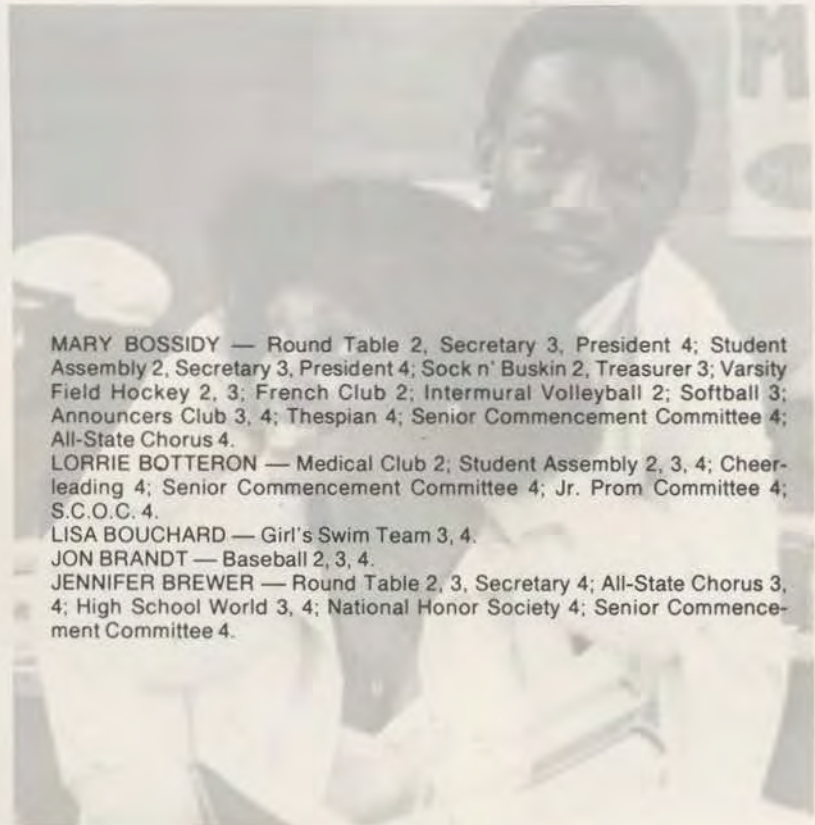 M
MARY BOSSIDY — Round Table 2, Secretary 3, President 4; Student
Assembly 2, Secretary 3, President 4; Sock n' Buskin 2, Treasurer 3; Varsity
Field Hockey 2, 3; French Club 2; Intermural Volleyball 2; Softball 3;
Announcers Club 3, 4; Thespian 4; Senior Commencement Committee 4;
All-State Chorus 4.
LORRIE BOTTERON — Medical Club 2; Student Assembly 2, 3, 4; Cheer-
leading 4; Senior Commencement Committee 4; Jr. Prom Committee 4;
S.C.O.C. 4.
LISA BOUCHARD — Girl's Swim Team 3, 4.
JON BRANDT — Baseball 2, 3, 4.
JENNIFER BREWER — Round Table 2, 3, Secretary 4; All-State Chorus 3,
4; High School World 3, 4; National Honor Society 4; Senior Commence-
ment Committee 4.